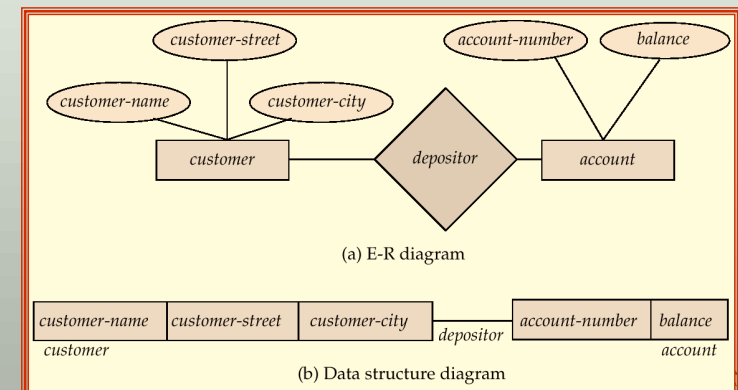 customer-street
account-number
balance
customer-name
customer-city
customer
depositor
account
(a) E-R diagram
customer-name customer-street customer-city account-number balance
depositor
customer account
(b) Data structure diagram